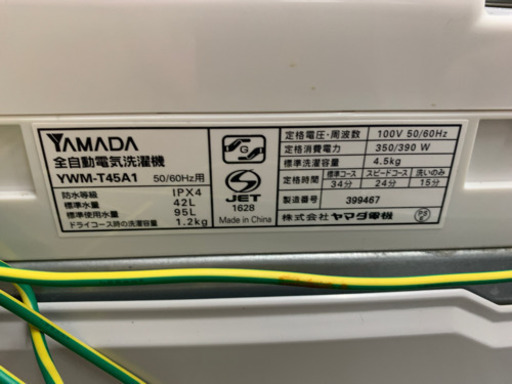 YAMADA
全自動電気洗濯機
YWM-T45A1 50/60Hz用
防水等級 IPX4
標準水量 42L
標準使用水量 95L
ドライコース時の洗濯容量 1.2kg
G
S
JET
1628
Made in China
定格電圧・周波数 100V 50/60Hz
定格消費電力 350/390 W
標準洗濯容量 4.5kg
定格時間 標準コース スピードコース 洗いのみ
34分 24分 15分
製造番号 399467
株式会社 ヤマダ電機